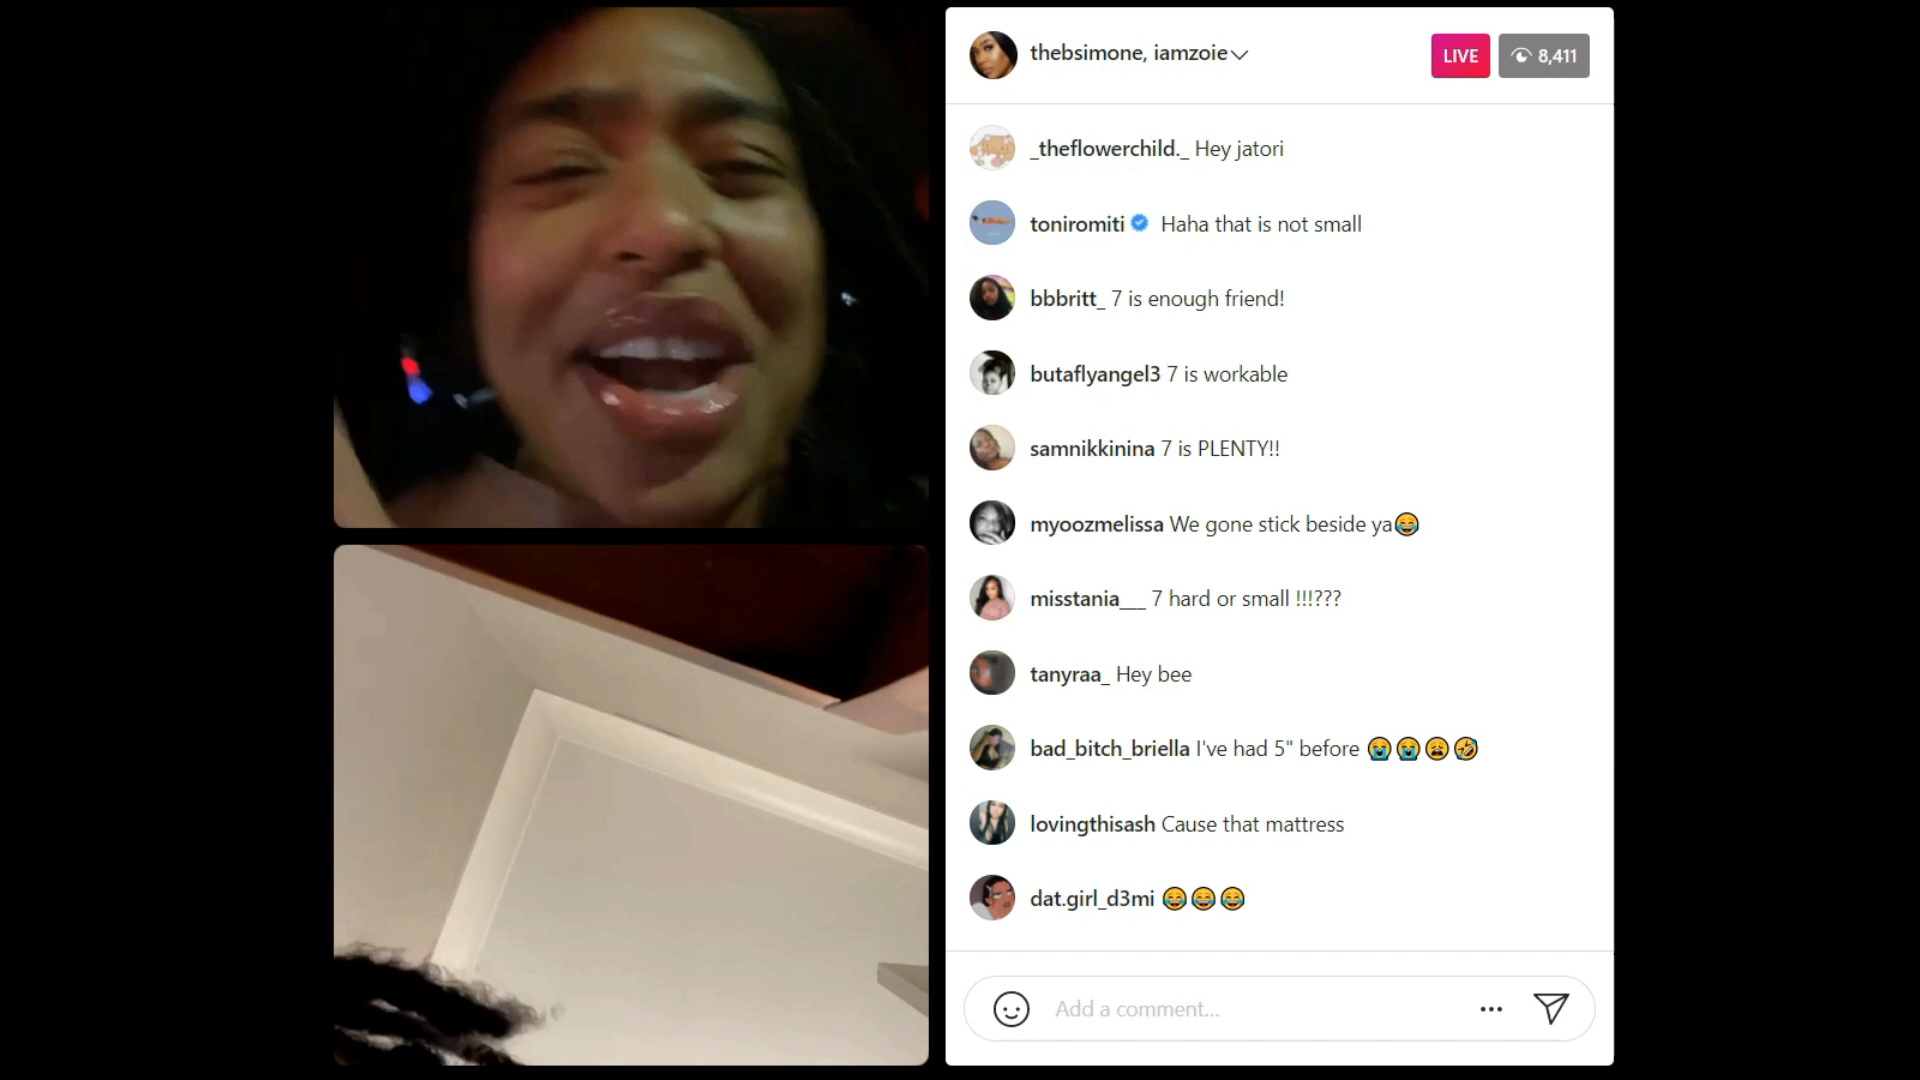 thebsimone, iamzoie
LIVE
8,411
_theflowerchild._ Hey jatori
toniromiti Haha that is not small
bbbritt_ 7 is enough friend!
butaflyangel3 7 is workable
samnikkinina 7 is PLENTY!!
myoozmelissa We gone stick beside ya😂
misstania___ 7 hard or small !!!???
tanyraa_ Hey bee
bad_bitch_briella I've had 5" before 😭😭😩🤣
lovingthisash Cause that mattress
dat.girl_d3mi 😂😂😂
Add a comment...